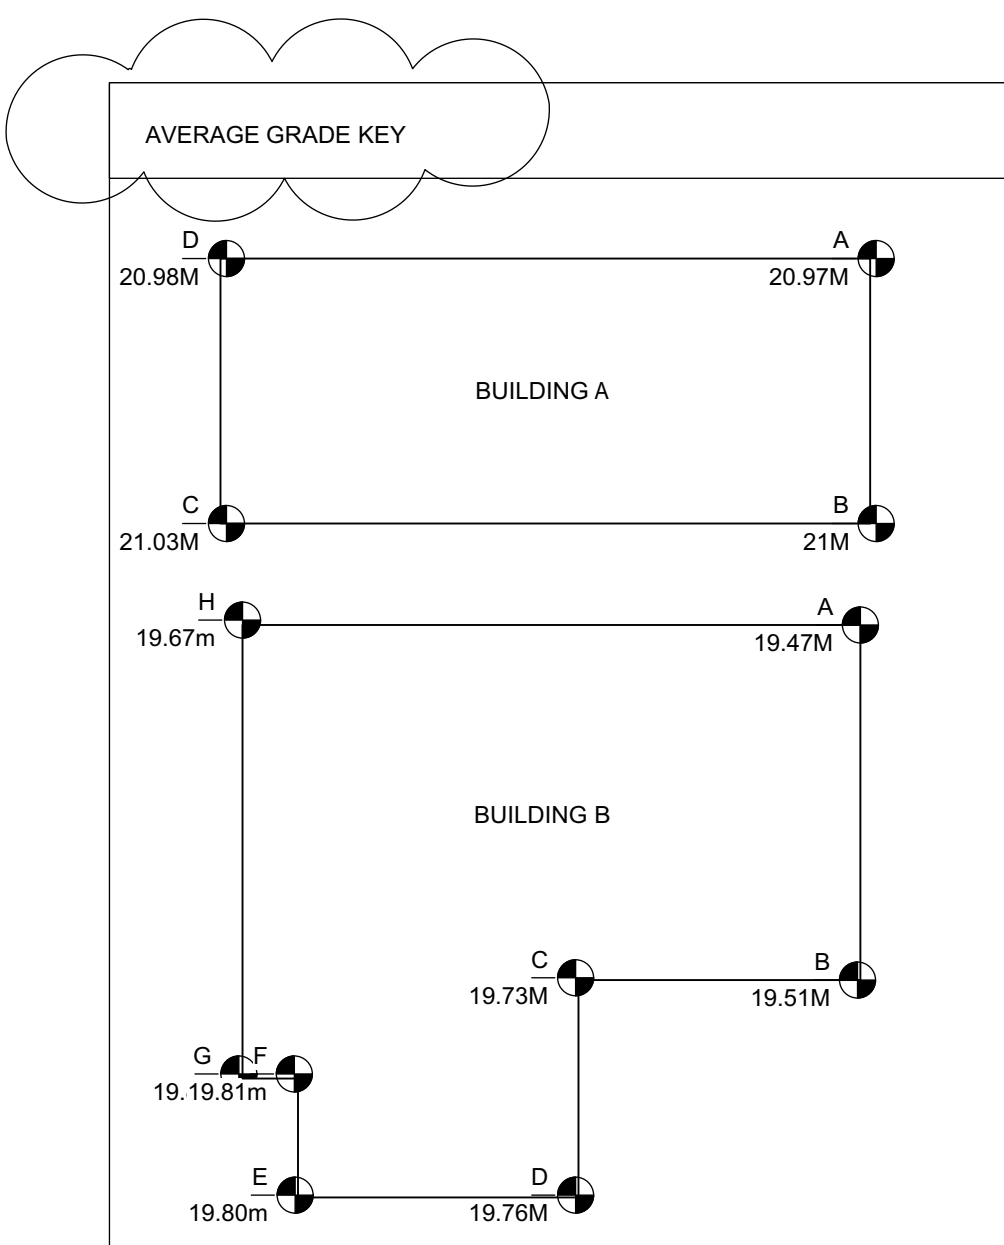 AVERAGE GRADE KEY
D
20.98M
A
20.97M
BUILDING A
C
21.03M
B
21M
H
19.67m
A
19.47M
BUILDING B
C
19.73M
B
19.51M
G
F
19.81m
E
19.80m
D
19.76M